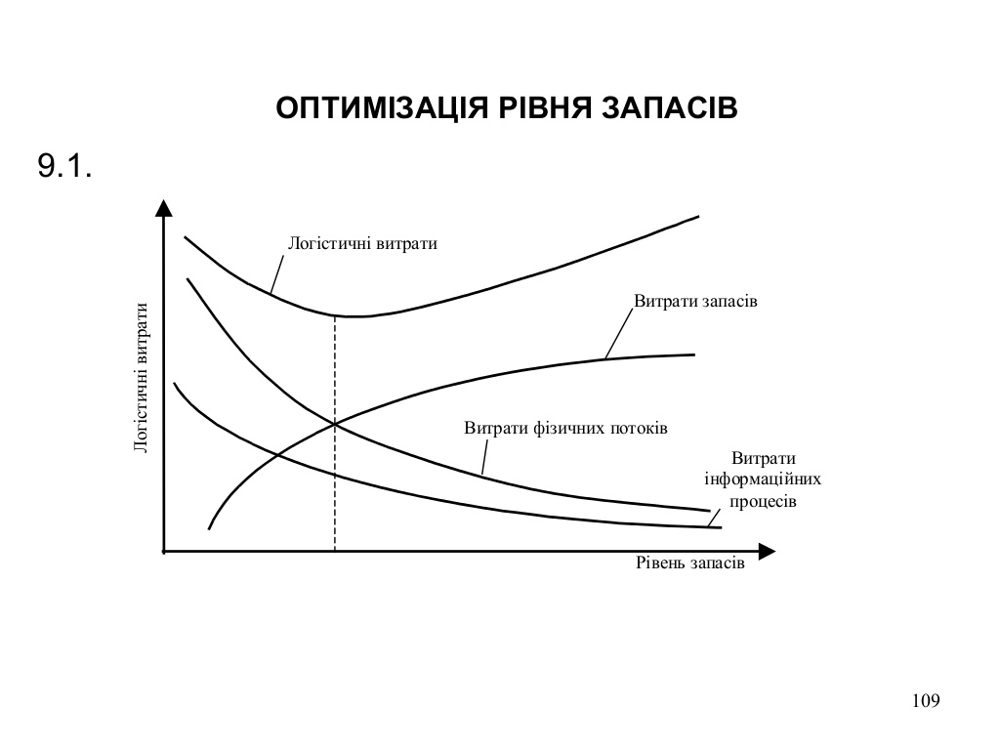 ОПТИМІЗАЦІЯ РІВНЯ ЗАПАСІВ
9.1.
Логістичні витрати
Витрати запасів
Логістичні витрати
Витрати фізичних потоків
Витрати
інформаційних
процесів
Рівень запасів
109